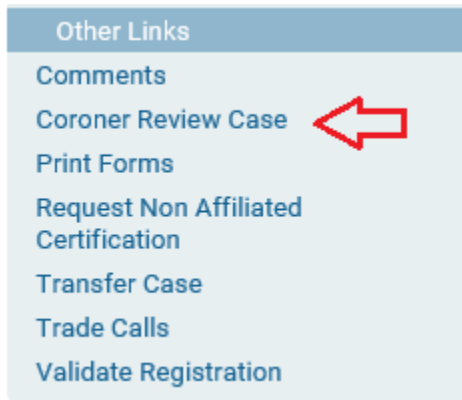 Other Links
Comments
Coroner Review Case
Print Forms
Request Non Affiliated
Certification
Transfer Case
Trade Calls
Validate Registration